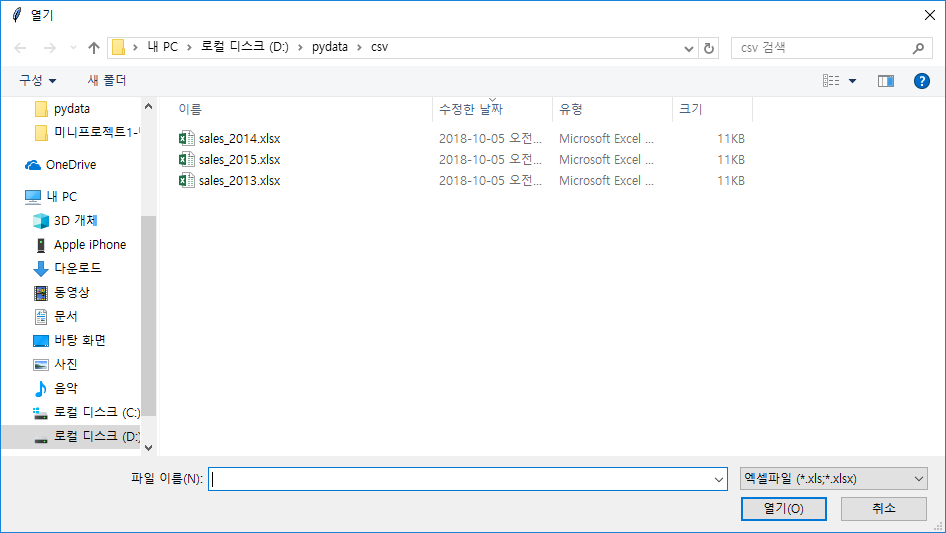 열기
내 PC > 로컬 디스크 (D:) > pydata > csv
csv 검색
구성
새 폴더
이름 수정한 날짜 유형 크기
sales_2014.xlsx 2018-10-05 오전... Microsoft Excel ... 11KB
sales_2015.xlsx 2018-10-05 오전... Microsoft Excel ... 11KB
sales_2013.xlsx 2018-10-05 오전... Microsoft Excel ... 11KB
pydata
미니프로젝트1-
OneDrive
내 PC
3D 개체
Apple iPhone
다운로드
동영상
문서
바탕 화면
사진
음악
로컬 디스크 (C:)
로컬 디스크 (D:)
파일 이름(N):
엑셀파일 (*.xls;*.xlsx)
열기(O)
취소